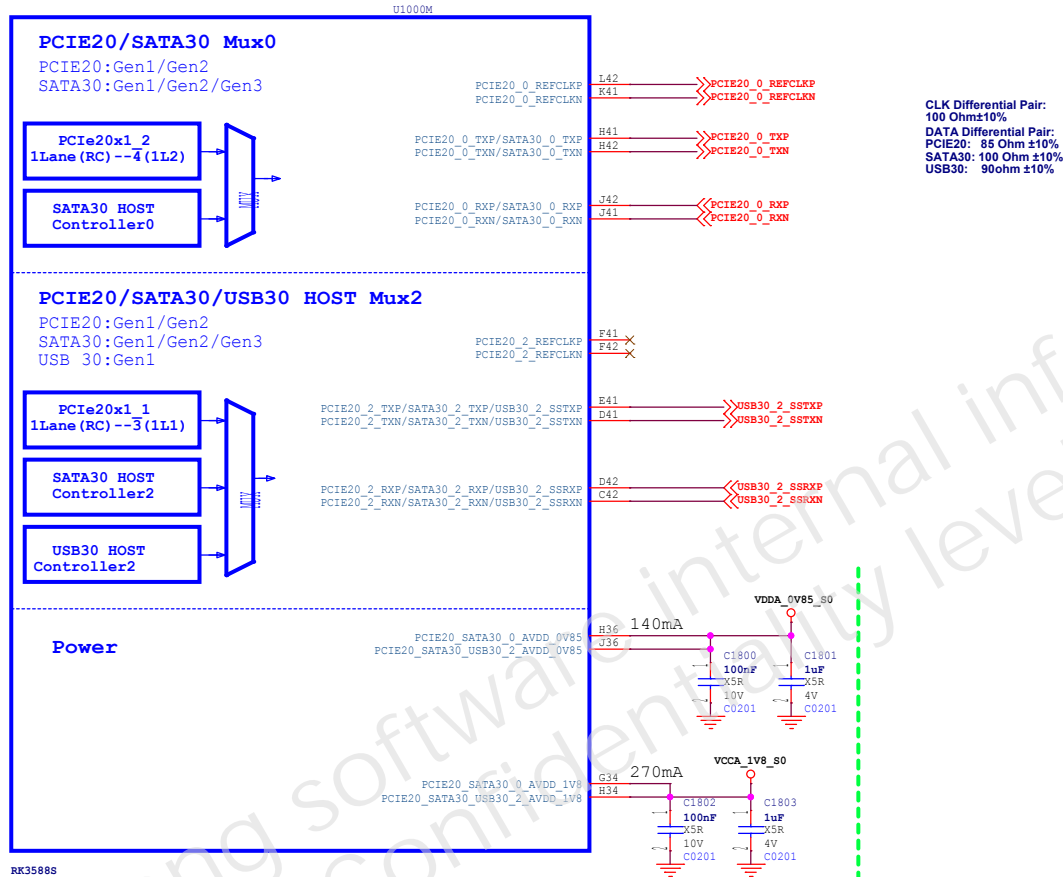 U1000M
PCIE20/SATA30 Mux0
PCIE20:Gen1/Gen2
SATA30:Gen1/Gen2/Gen3
PCIe20x1_2
1Lane(RC)--4(1L2)
SATA30 HOST
Controller0
MUX
PCIE20_0_REFCLKP
PCIE20_0_REFCLKN
L42
K41
PCIE20_0_REFCLKP
PCIE20_0_REFCLKN
PCIE20_0_TXP/SATA30_0_TXP
PCIE20_0_TXN/SATA30_0_TXN
H41
H42
PCIE20_0_TXP
PCIE20_0_TXN
PCIE20_0_RXP/SATA30_0_RXP
PCIE20_0_RXN/SATA30_0_RXN
J42
J41
PCIE20_0_RXP
PCIE20_0_RXN
CLK Differential Pair:
100 Ohm±10%
DATA Differential Pair:
PCIE20: 85 Ohm ±10%
SATA30: 100 Ohm ±10%
USB30: 90ohm ±10%
PCIE20/SATA30/USB30 HOST Mux2
PCIE20:Gen1/Gen2
SATA30:Gen1/Gen2/Gen3
USB 30:Gen1
PCIe20x1_1
1Lane(RC)--3(1L1)
SATA30 HOST
Controller2
USB30 HOST
Controller2
MUX
PCIE20_2_REFCLKP
PCIE20_2_REFCLKN
F41
F42
PCIE20_2_TXP/SATA30_2_TXP/USB30_2_SSTXP
PCIE20_2_TXN/SATA30_2_TXN/USB30_2_SSTXN
E41
D41
USB30_2_SSTXP
USB30_2_SSTXN
PCIE20_2_RXP/SATA30_2_RXP/USB30_2_SSRXP
PCIE20_2_RXN/SATA30_2_RXN/USB30_2_SSRXN
D42
C42
USB30_2_SSRXP
USB30_2_SSRXN
Power
PCIE20_SATA30_0_AVDD_0V85
PCIE20_SATA30_USB30_2_AVDD_0V85
H36
J36
140mA
VDDA_0V85_S0
C1800
100nF
X5R
10V
C0201
C1801
1uF
X5R
4V
C0201
PCIE20_SATA30_0_AVDD_1V8
PCIE20_SATA30_USB30_2_AVDD_1V8
G34
H34
270mA
VCCA_1V8_S0
C1802
100nF
X5R
10V
C0201
C1803
1uF
X5R
4V
C0201
RK3588S
software internal
confidentiality